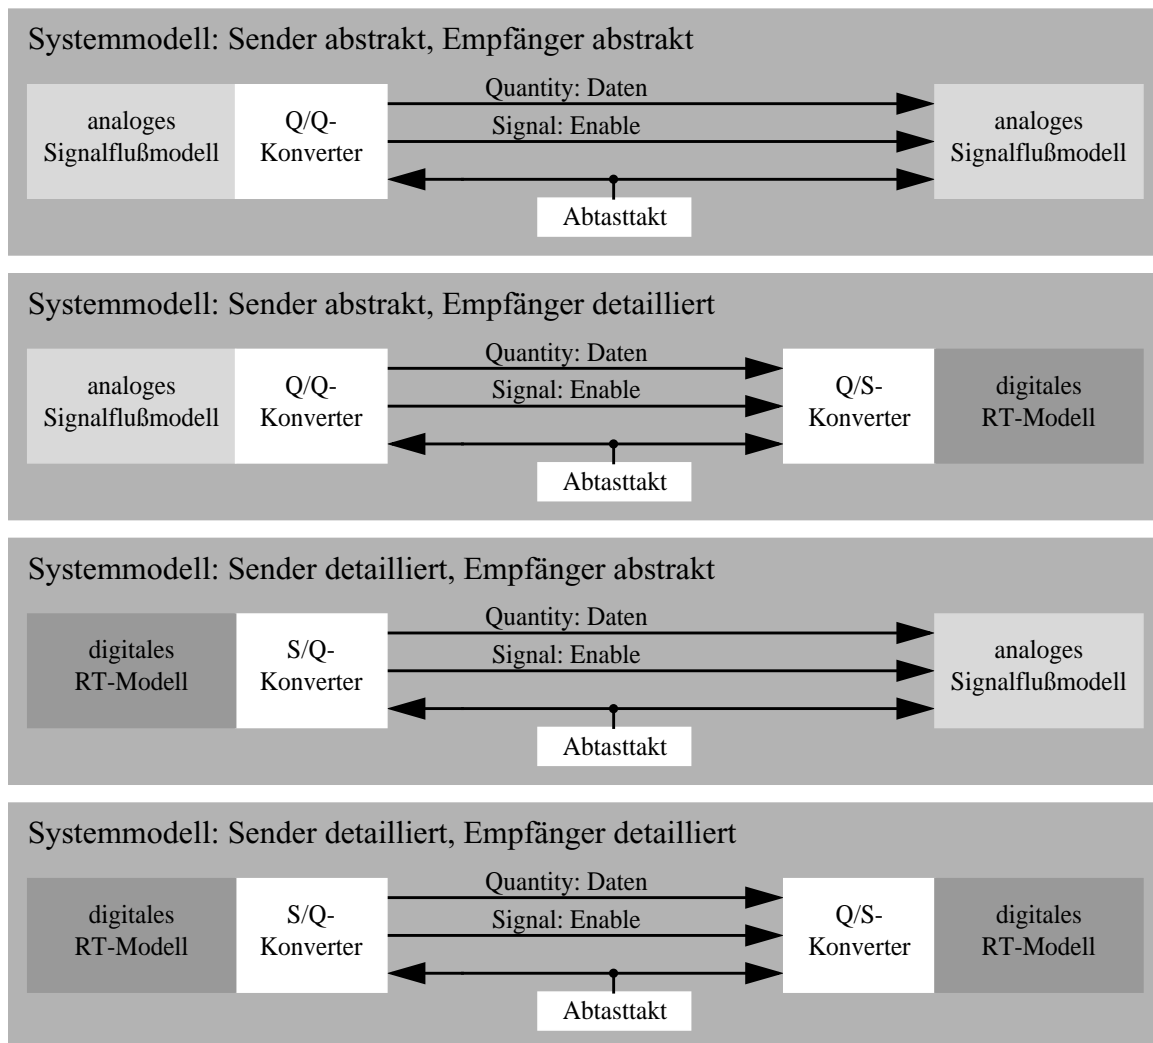 Systemmodell: Sender abstrakt, Empfänger abstrakt
analoges
Signalflußmodell
Q/Q-
Konverter
Quantity: Daten
Signal: Enable
Abtasttakt
analoges
Signalflußmodell
Systemmodell: Sender abstrakt, Empfänger detailliert
analoges
Signalflußmodell
Q/Q-
Konverter
Quantity: Daten
Signal: Enable
Abtasttakt
Q/S-
Konverter
digitales
RT-Modell
Systemmodell: Sender detailliert, Empfänger abstrakt
digitales
RT-Modell
S/Q-
Konverter
Quantity: Daten
Signal: Enable
Abtasttakt
analoges
Signalflußmodell
Systemmodell: Sender detailliert, Empfänger detailliert
digitales
RT-Modell
S/Q-
Konverter
Quantity: Daten
Signal: Enable
Abtasttakt
Q/S-
Konverter
digitales
RT-Modell